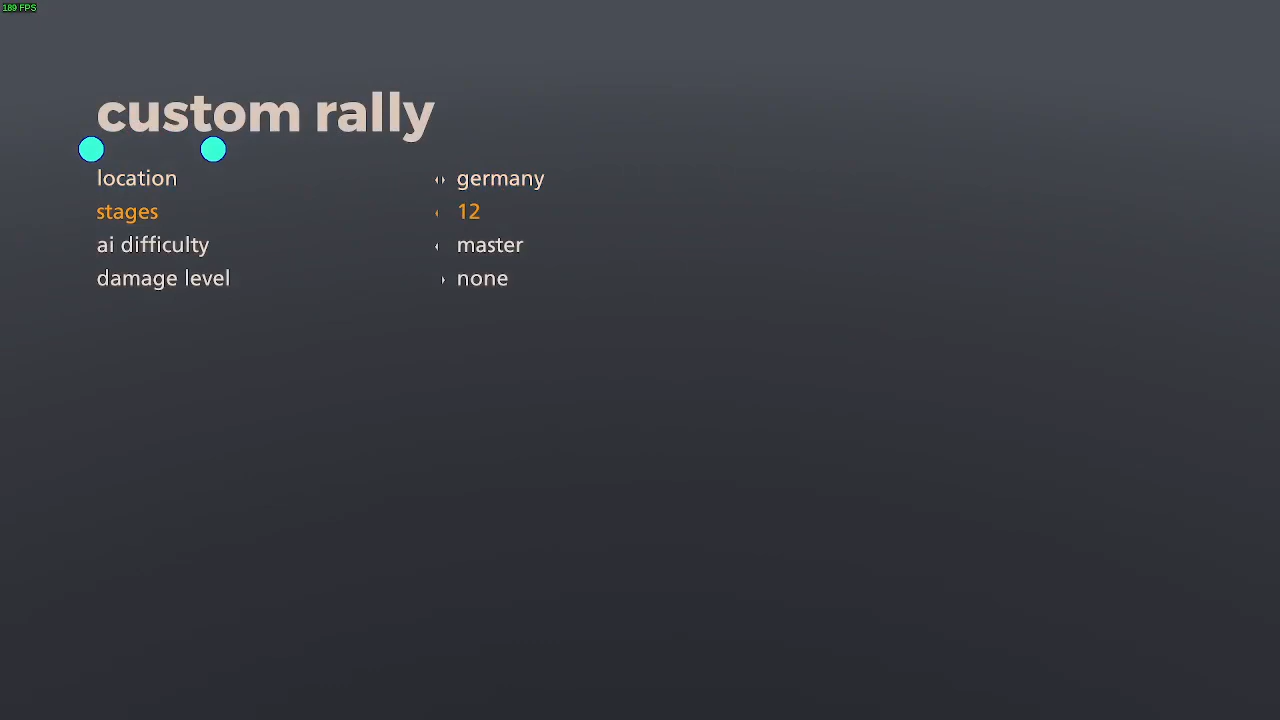 189 FPS
custom rally
location germany
stages 12
ai difficulty master
damage level none